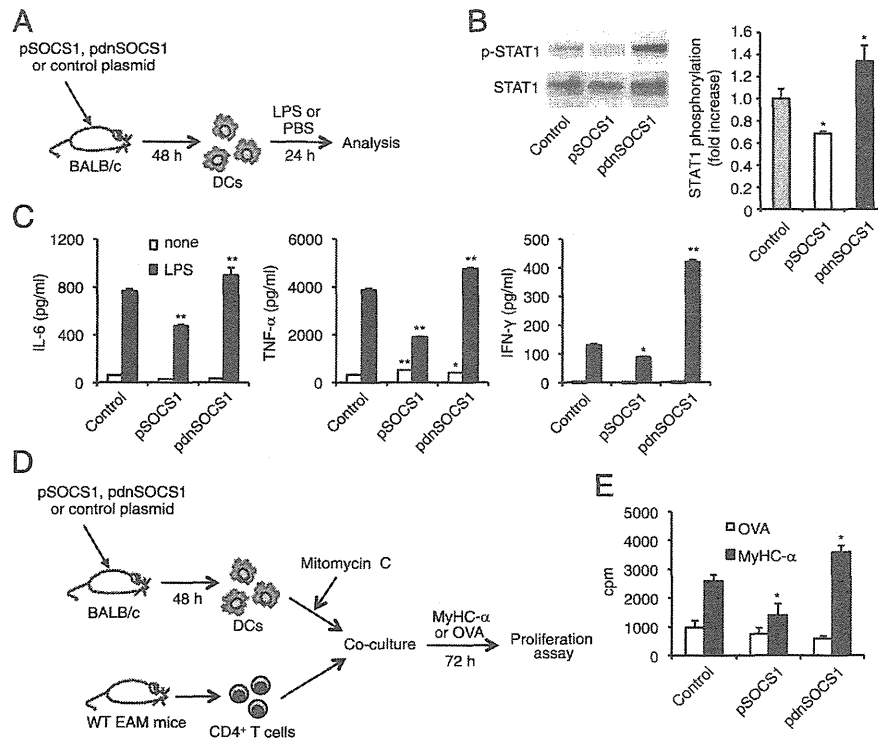 A
pSOCS1, pdnSOCS1
or control plasmid
BALB/c
48 h
DCs
LPS or
PBS
24 h
Analysis
B
p-STAT1
STAT1
Control
pSOCS1
pdnSOCS1
STAT1 phosphorylation
(fold increase)
1.6
1.4
1.2
1.0
0.8
0.6
0.4
0.2
0
*
*
Control
pSOCS1
pdnSOCS1
C
none
LPS
IL-6 (pg/ml)
1200
800
400
0
**
**
Control
pSOCS1
pdnSOCS1
TNF-α (pg/ml)
6000
4000
2000
0
**
**
*
**
Control
pSOCS1
pdnSOCS1
IFN-γ (pg/ml)
500
400
300
200
100
0
*
**
Control
pSOCS1
pdnSOCS1
D
pSOCS1, pdnSOCS1
or control plasmid
BALB/c
48 h
DCs
Mitomycin C
WT EAM mice
CD4+ T cells
Co-culture
MyHC-α
or OVA
72 h
Proliferation
assay
E
OVA
MyHC-α
cpm
5000
4000
3000
2000
1000
0
*
*
Control
pSOCS1
pdnSOCS1